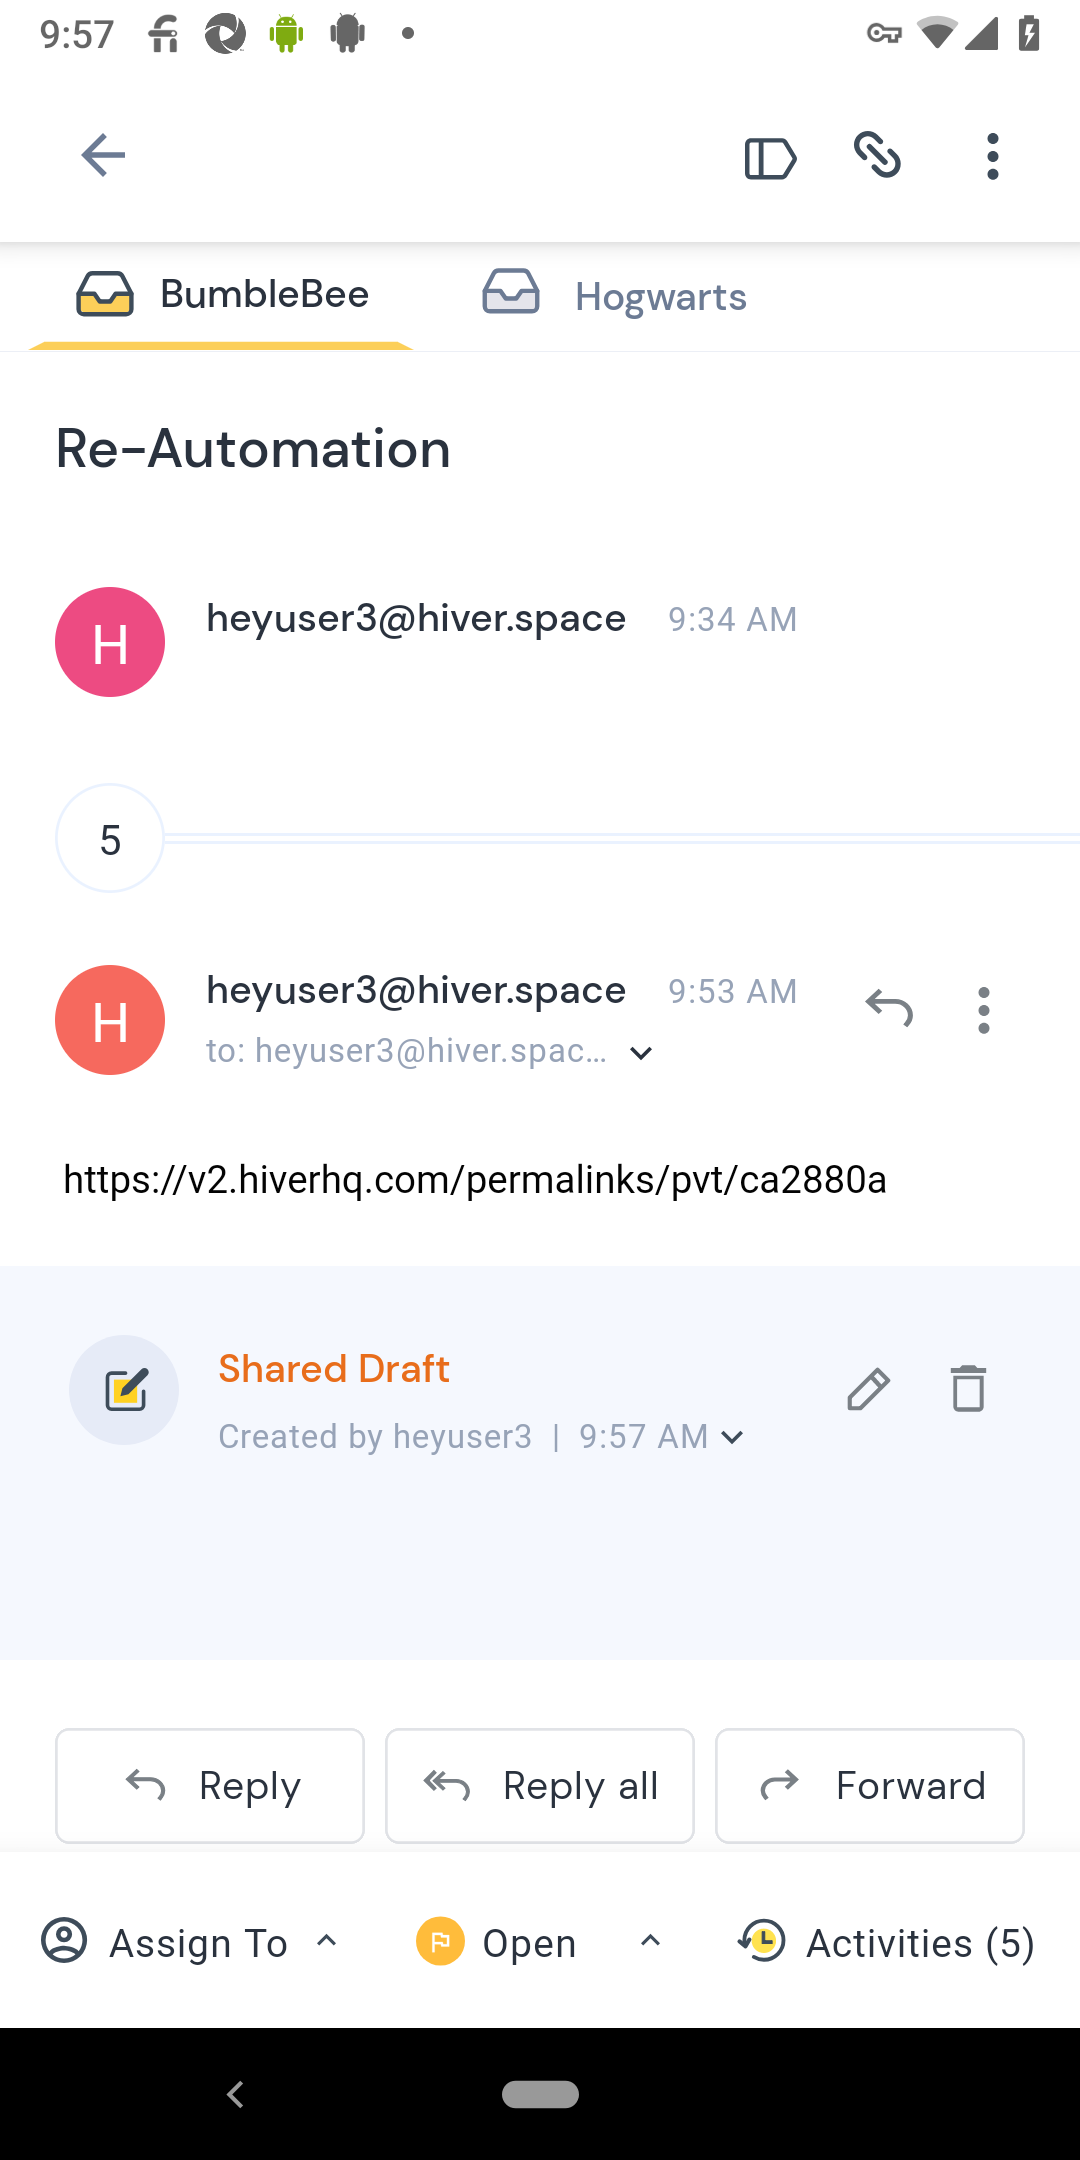 9:57
BumbleBee
Hogwarts
Re-Automation
H
heyuser3@hiver.space 9:34 AM
5
H
heyuser3@hiver.space 9:53 AM
to: heyuser3@hiver.spac...
https://v2.hiverhq.com/permalinks/pvt/ca2880a
Shared Draft
Created by heyuser3 | 9:57 AM
Reply
Reply all
Forward
Assign To
Open
Activities (5)